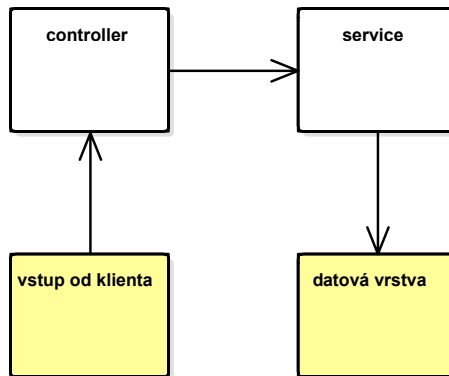 controller
service
vstup od klienta
datová vrstva